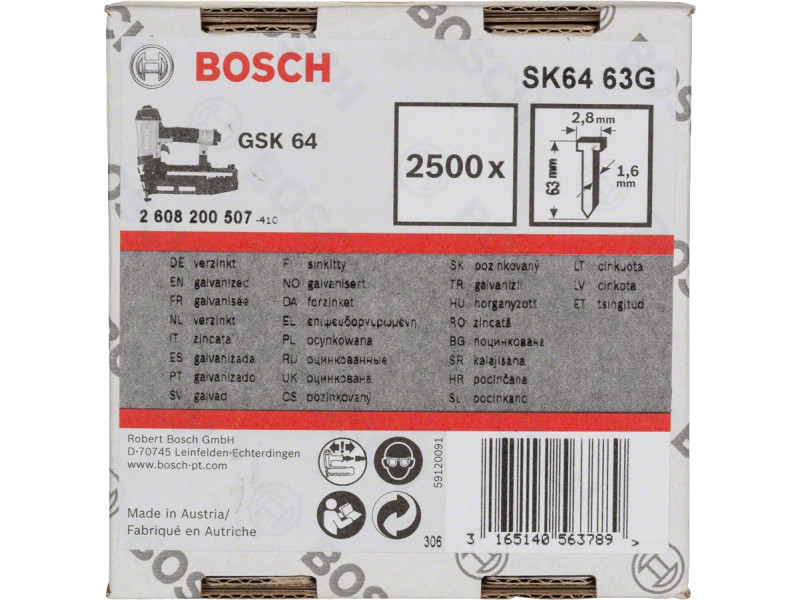 BOSCH
SK64 63G
GSK 64
2500 x
2,8 mm
63 mm
1,6
mm
2 608 200 507 -410
DE verzinkt
EN galvanized
FR galvanisée
NL verzinkt
IT zincata
ES galvanizada
PT galvanizado
SV galvad
FI sinkitty
NO galvanisert
DA forzinket
EL επιψευδαργυρωμένη
PL ocynkowana
RU оцинкованные
UK оцинкована
CS pozinkovaný
SK pozinkovaný
TR galvanizli
HU horganyzott
RO zincată
BG поцинкована
SR kalajisana
HR pocinčana
SL pocinkano
LT cinkuota
LV cinkota
ET tsingitud
Robert Bosch GmbH
D-70745 Leinfelden-Echterdingen
www.bosch-pt.com
Made in Austria/
Fabriqué en Autriche
59120091
306
3 165140 563789 >
BOSCH